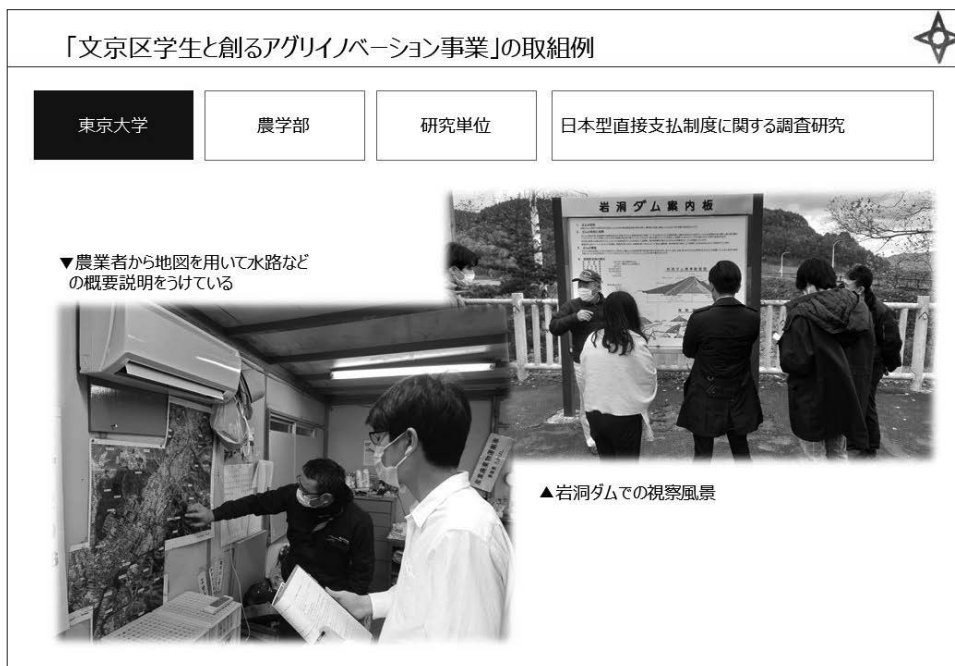 「文京区学生と創るアグリイノベーション事業」の取組例
東京大学
農学部
研究単位
日本型直接支払制度に関する調査研究
▼農業者から地図を用いて水路など
の概要説明をうけている
岩洞ダム案内板
▲岩洞ダムでの視察風景